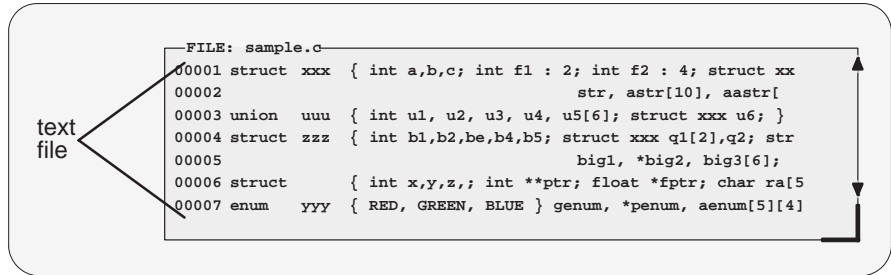 FILE: sample.c
00001 struct xxx { int a,b,c; int f1 : 2; int f2 : 4; struct xx
00002 str, astr[10], aastr[
00003 union uuu { int u1, u2, u3, u4, u5[6]; struct xxx u6; }
00004 struct zzz { int b1,b2,be,b4,b5; struct xxx q1[2],q2; str
00005 big1, *big2, big3[6];
00006 struct { int x,y,z,; int **ptr; float *fptr; char ra[5
00007 enum yyy { RED, GREEN, BLUE } genum, *penum, aenum[5][4]
text
file